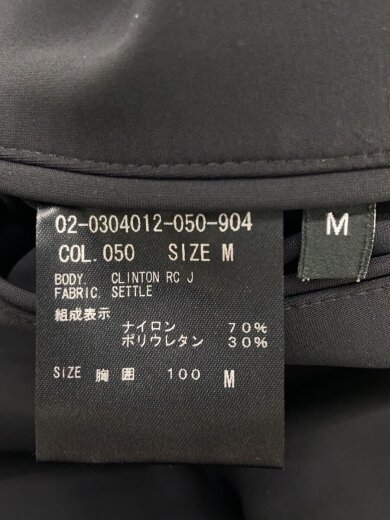 02-0304012-050-904
COL.050 SIZE M
BODY. CLINTON RC J
FABRIC. SETTLE
組成表示
ナイロン 70%
ポリウレタン 30%
SIZE 胸囲 100 M
M